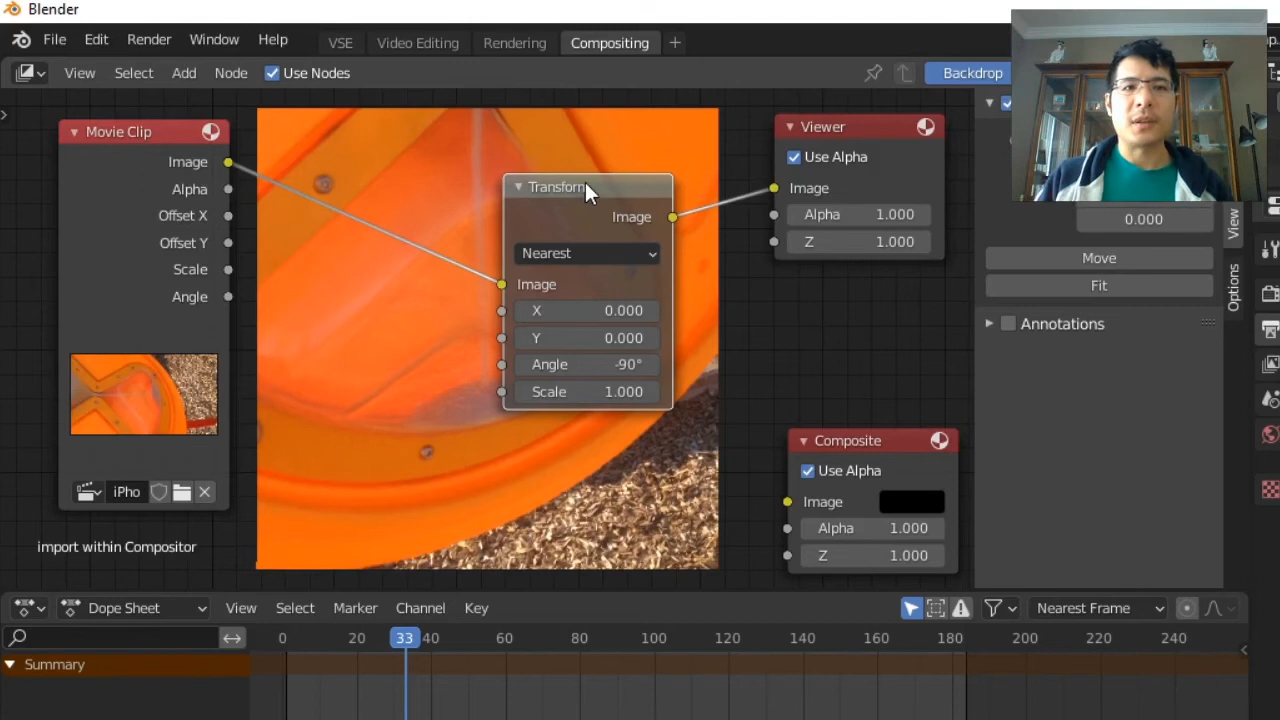 Blender
File Edit Render Window Help VSE Video Editing Rendering Compositing +
View Select Add Node Use Nodes Backdrop
Movie Clip
Image
Alpha
Offset X
Offset Y
Scale
Angle
iPho
import within Compositor
Transform
Image
Nearest
Image
X 0.000
Y 0.000
Angle -90°
Scale 1.000
Viewer
Use Alpha
Image
Alpha 1.000
Z 1.000
Composite
Use Alpha
Image
Alpha 1.000
Z 1.000
0.000
Move
Fit
Annotations
View
Options
Dope Sheet View Select Marker Channel Key Nearest Frame
0 20 33 40 60 80 100 120 140 160 180 200 220 240
Summary